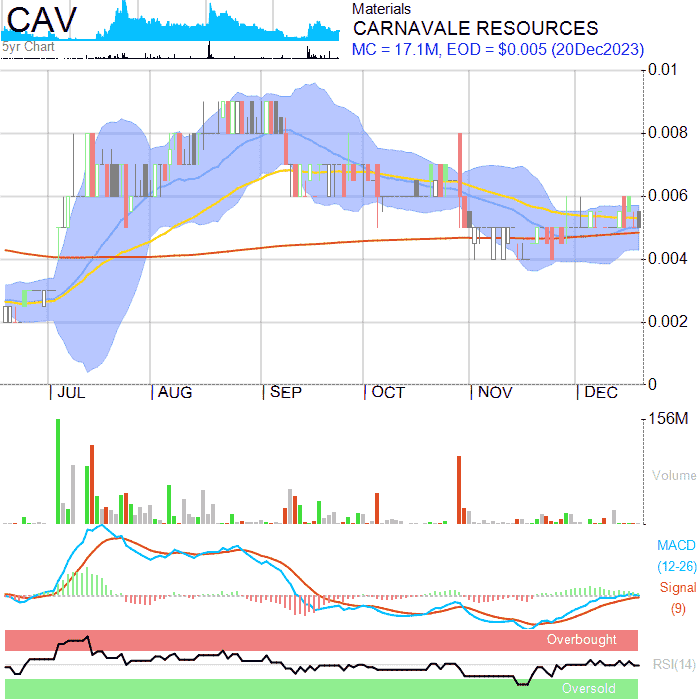 CAV
5yr Chart
Materials
CARNAVALE RESOURCES
MC = 17.1M, EOD = $0.005 (20Dec2023)
0.01
0.008
0.006
0.004
0.002
0
JUL AUG SEP OCT NOV DEC
156M
Volume
MACD
(12-26)
Signal
(9)
Overbought
RSI(14)
Oversold